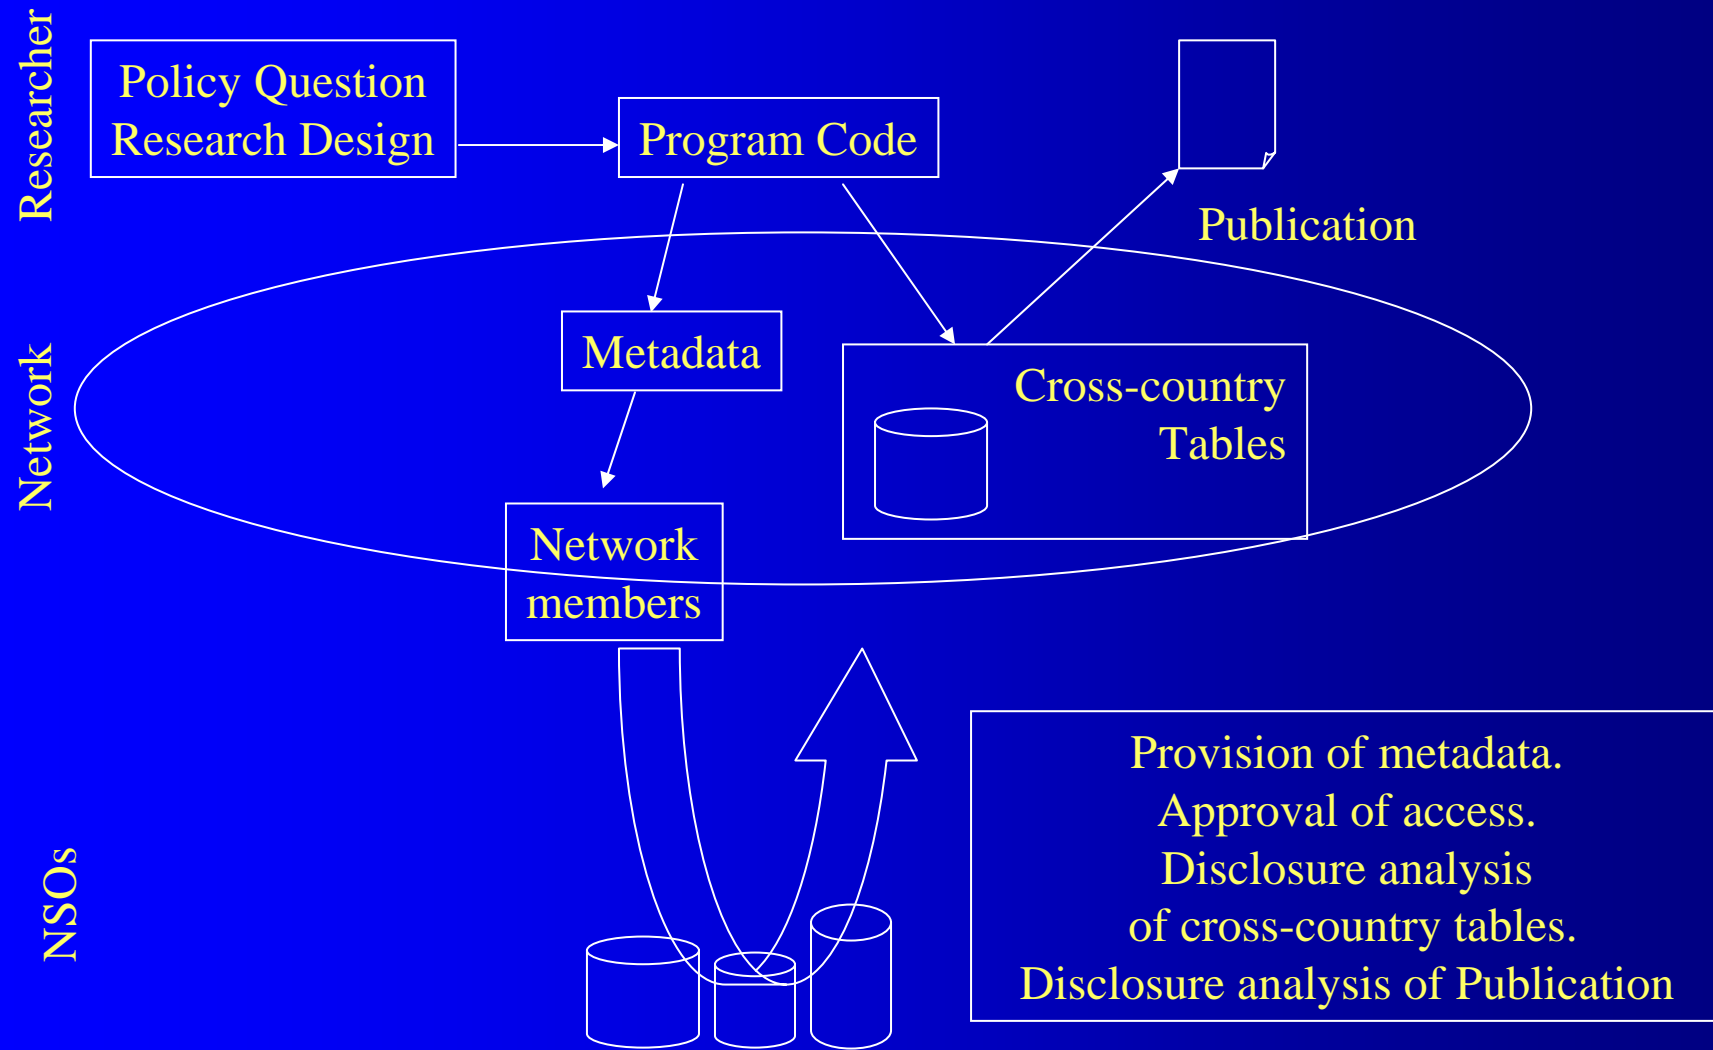 Researcher
Policy Question
Research Design
Program Code
Publication
Network
Metadata
Cross-country
Tables
Network
members
NSOs
Provision of metadata.
Approval of access.
Disclosure analysis
of cross-country tables.
Disclosure analysis of Publication